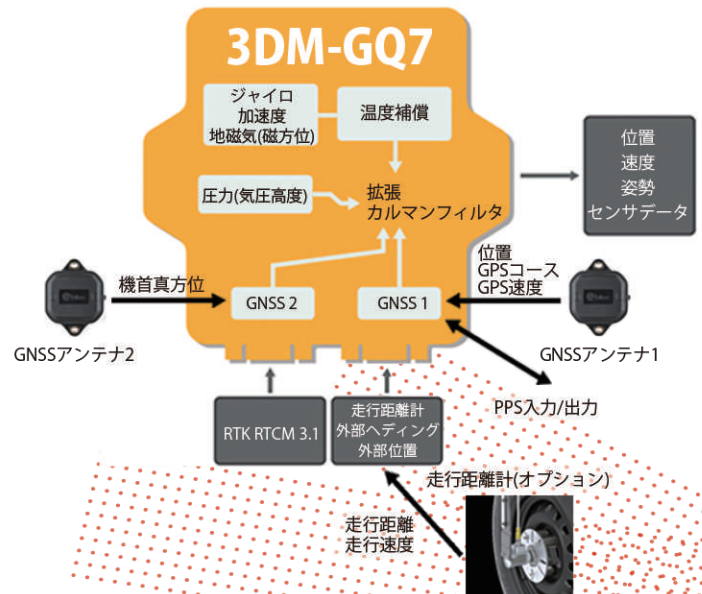 3DM-GQ7
ジャイロ
加速度
地磁気(磁方位)
温度補償
圧力(気圧高度)
拡張
カルマンフィルタ
位置
速度
姿勢
センサデータ
機首真方位
GNSS 2
GNSS 1
位置
GPSコース
GPS速度
GNSSアンテナ2
GNSSアンテナ1
PPS入力/出力
RTK RTCM 3.1
走行距離計
外部ヘディング
外部位置
走行距離計(オプション)
走行距離
走行速度